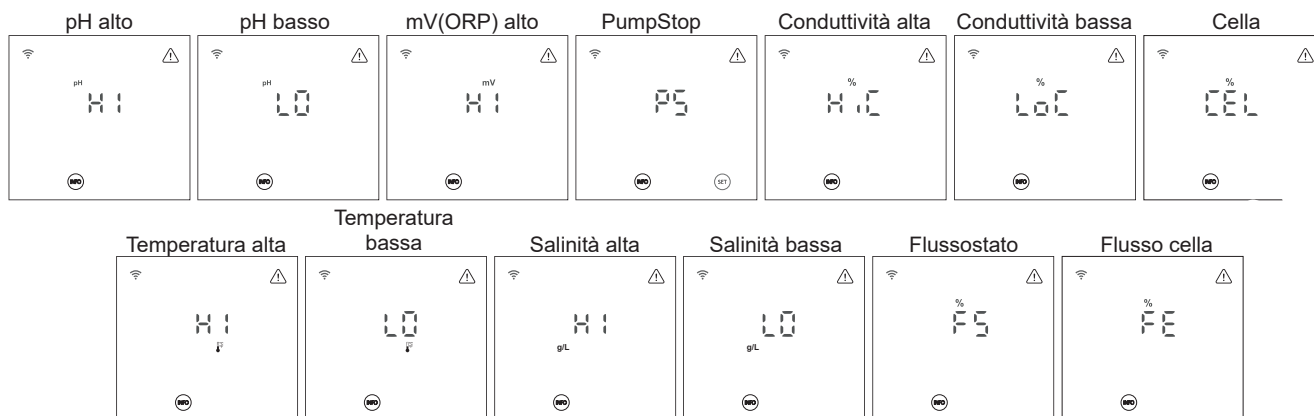 pH alto pH basso mV(ORP) alto PumpStop Conduttività alta Conduttività bassa Cella
pH pH mV % % %
HI LO HI PS HiC LoC CEL
INFO INFO INFO INFO SET INFO INFO INFO
Temperatura alta Temperatura bassa Salinità alta Salinità bassa Flussostato Flusso cella
% %
HI LO HI LO FS FE
g/L g/L
INFO INFO INFO INFO INFO INFO